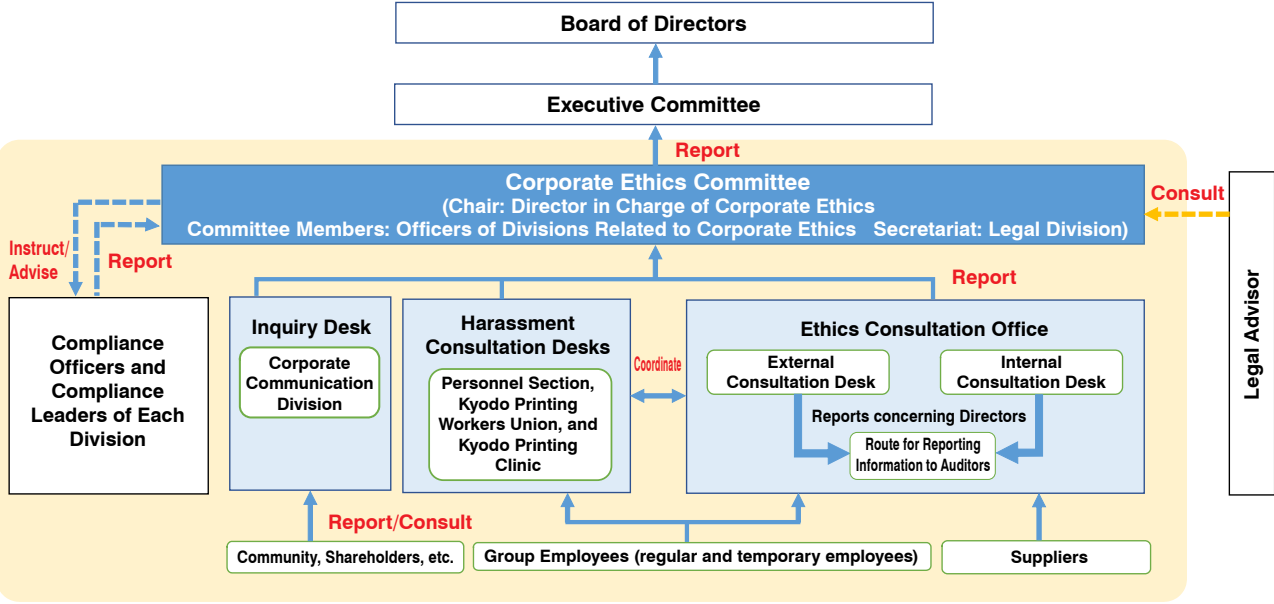 Board of Directors
Executive Committee
Report
Corporate Ethics Committee
(Chair: Director in Charge of Corporate Ethics
Committee Members: Officers of Divisions Related to Corporate Ethics Secretariat: Legal Division)
Consult
Legal Advisor
Instruct/
Advise
Report
Report
Compliance
Officers and
Compliance
Leaders of Each
Division
Inquiry Desk
Corporate
Communication
Division
Harassment
Consultation Desks
Personnel Section,
Kyodo Printing
Workers Union, and
Kyodo Printing
Clinic
Coordinate
Ethics Consultation Office
External
Consultation Desk
Internal
Consultation Desk
Reports concerning Directors
Route for Reporting
Information to Auditors
Report/Consult
Community, Shareholders, etc.
Group Employees (regular and temporary employees)
Suppliers